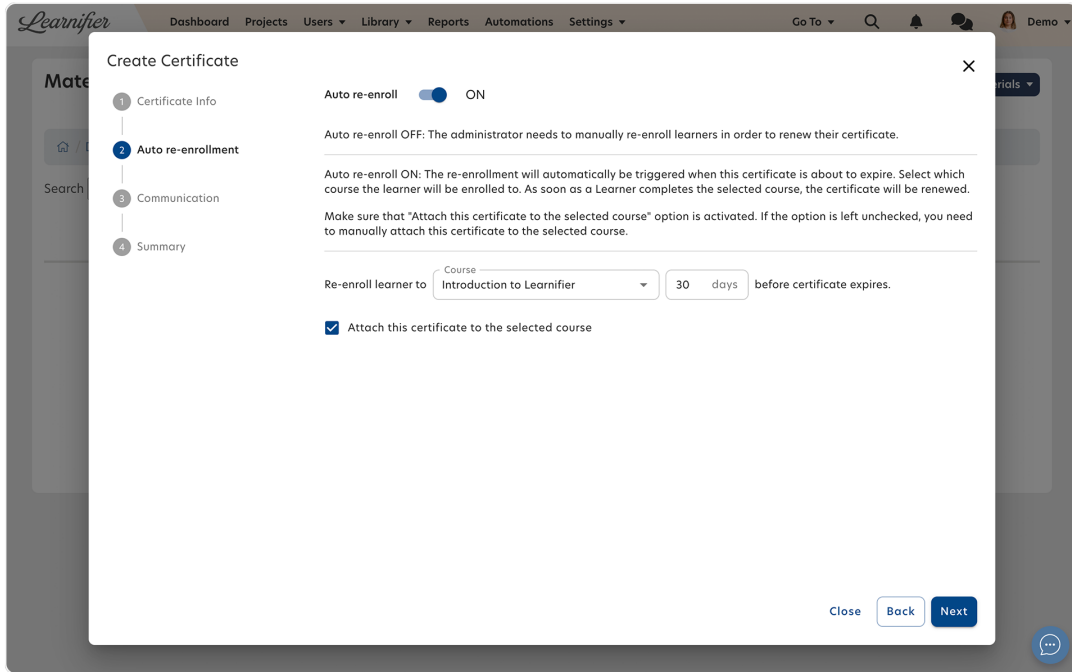 Learnifier
Dashboard Projects Users Library Reports Automations Settings Go To Demo
Create Certificate
Mate
rials
1 Certificate Info
2 Auto re-enrollment
3 Communication
4 Summary
/
Search
Auto re-enroll ON
Auto re-enroll OFF: The administrator needs to manually re-enroll learners in order to renew their certificate.
Auto re-enroll ON: The re-enrollment will automatically be triggered when this certificate is about to expire. Select which
course the learner will be enrolled to. As soon as a Learner completes the selected course, the certificate will be renewed.
Make sure that "Attach this certificate to the selected course" option is activated. If the option is left unchecked, you need
to manually attach this certificate to the selected course.
Course
Re-enroll learner to Introduction to Learnifier 30 days before certificate expires.
Attach this certificate to the selected course
Close Back Next